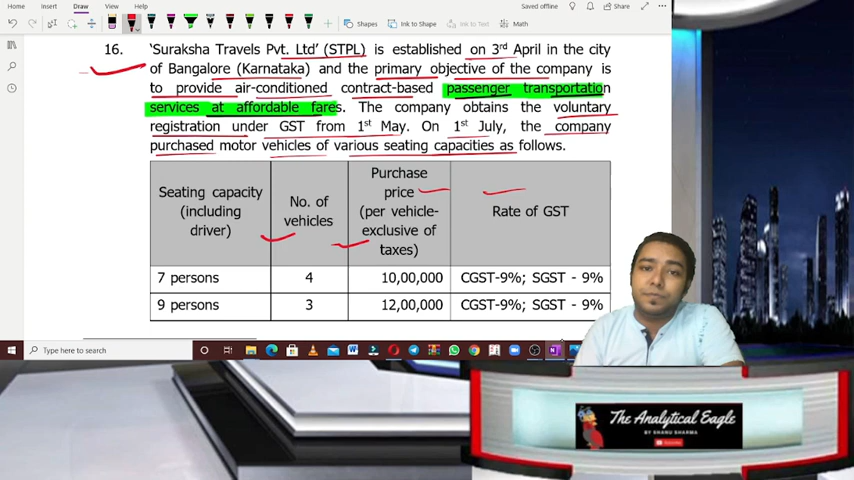 Home Insert Draw View Help Saved offline Share
Shapes Ink to Shape Ink to Text Math
16. 'Suraksha Travels Pvt. Ltd' (STPL) is established on 3rd April in the city
of Bangalore (Karnataka) and the primary objective of the company is
to provide air-conditioned contract-based passenger transportation
services at affordable fares. The company obtains the voluntary
registration under GST from 1st May. On 1st July, the company
purchased motor vehicles of various seating capacities as follows.
Seating capacity (including driver) No. of vehicles Purchase price (per vehicle-exclusive of taxes) Rate of GST
7 persons 4 10,00,000 CGST-9%; SGST - 9%
9 persons 3 12,00,000 CGST-9%; SGST - 9%
Type here to search
The Analytical Eagle
BY SHANU SHARMA